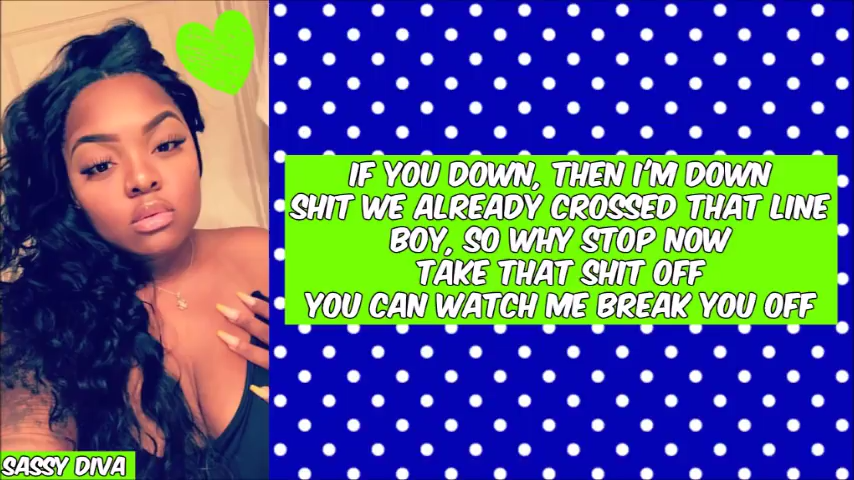 IF YOU DOWN, THEN I'M DOWN
SHIT WE ALREADY CROSSED THAT LINE
BOY, SO WHY STOP NOW
TAKE THAT SHIT OFF
YOU CAN WATCH ME BREAK YOU OFF
SASSY DIVA